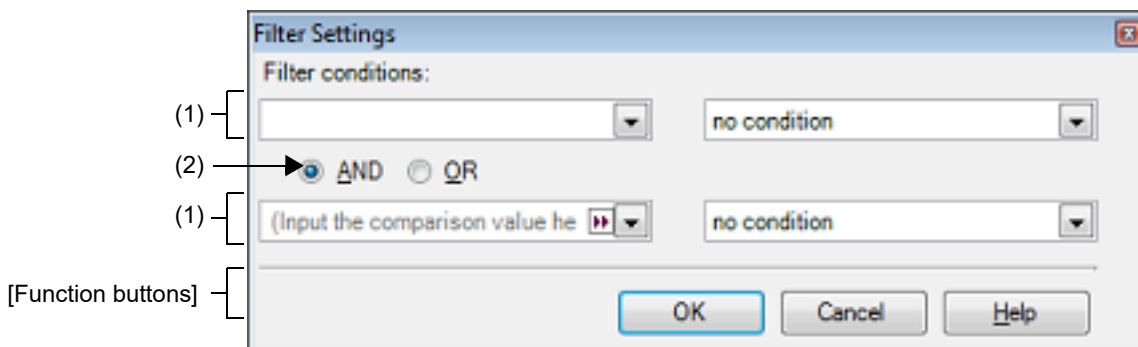 Filter Settings
Filter conditions:
(1) no condition
(2) AND OR
(1) (Input the comparison value he no condition
[Function buttons]
OK Cancel Help